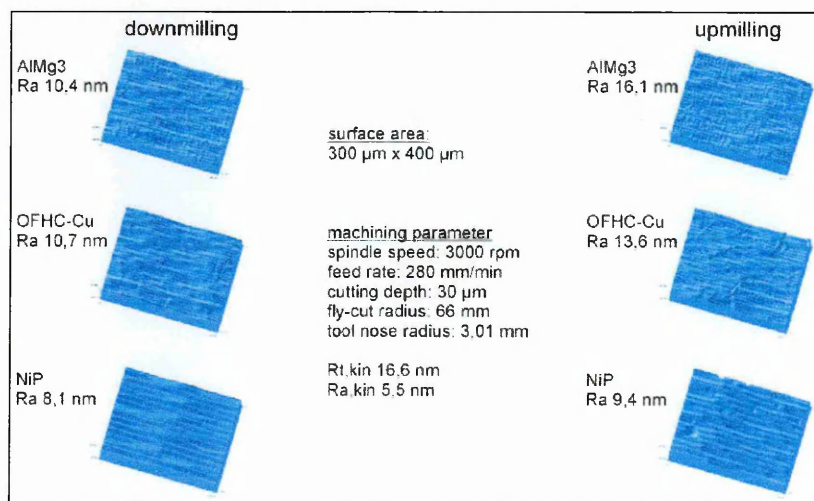 downmilling
AlMg3
Ra 10,4 nm
OFHC-Cu
Ra 10,7 nm
NiP
Ra 8,1 nm
surface area:
300 µm x 400 µm
machining parameter
spindle speed: 3000 rpm
feed rate: 280 mm/min
cutting depth: 30 µm
fly-cut radius: 66 mm
tool nose radius: 3,01 mm
Rt,kin 16,6 nm
Ra,kin 5,5 nm
upmilling
AlMg3
Ra 16,1 nm
OFHC-Cu
Ra 13,6 nm
NiP
Ra 9,4 nm